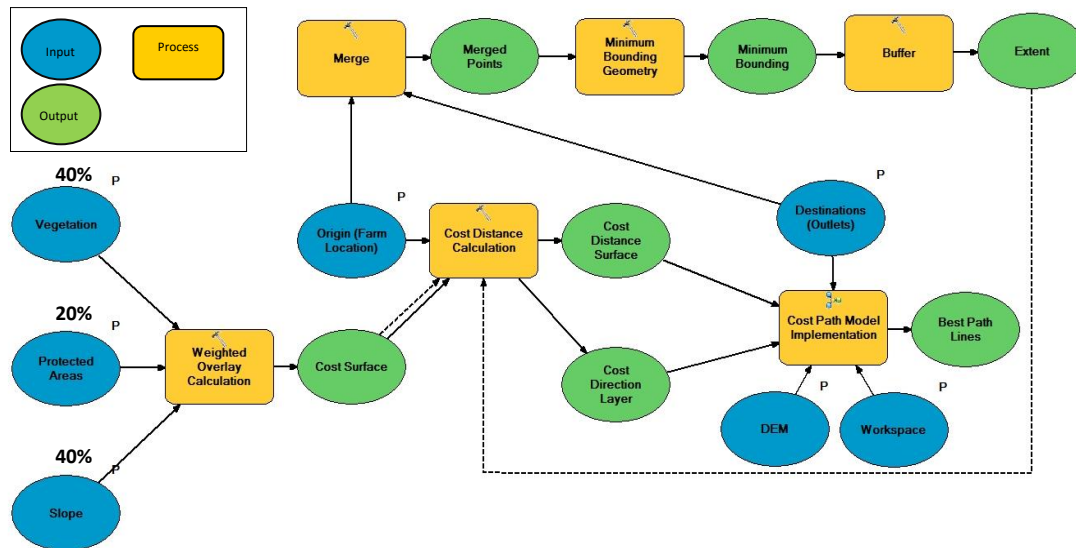 Input
Process
Output
Merge
Merged
Points
Minimum
Bounding
Geometry
Minimum
Bounding
Buffer
Extent
40%
P
Vegetation
20%
P
Protected
Areas
40%
P
Slope
Weighted
Overlay
Calculation
Cost Surface
P
Origin (Farm
Location)
Cost Distance
Calculation
Cost
Distance
Surface
Cost
Direction
Layer
P
Destinations
(Outlets)
Cost Path Model
Implementation
Best Path
Lines
P
DEM
P
Workspace